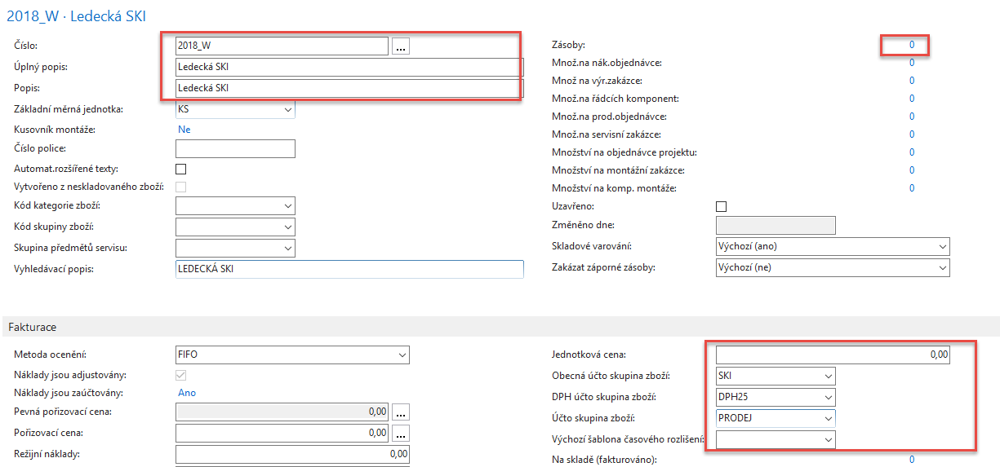 2018_W · Ledecká SKI
Číslo: 2018_W ...
Úplný popis: Ledecká SKI
Popis: Ledecká SKI
Základní měrná jednotka: KS
Kusovník montáže: Ne
Číslo police:
Automat.rozšířené texty:
Vytvořeno z neskladovaného zboží:
Kód kategorie zboží:
Kód skupiny zboží:
Skupina předmětů servisu:
Vyhledávací popis: LEDECKÁ SKI
Zásoby: 0
Množ.na nák.objednávce: 0
Množ na výr.zakázce: 0
Množ.na řádcích komponent: 0
Množ.na prod.objednávce: 0
Množ.na servisní zakázce: 0
Množství na objednávce projektu: 0
Množství na montážní zakázce: 0
Množství na komp. montáže: 0
Uzavřeno:
Změněno dne:
Skladové varování: Výchozí (ano)
Zakázat záporné zásoby: Výchozí (ne)
Fakturace
Metoda ocenění: FIFO
Náklady jsou adjustovány:
Náklady jsou zaúčtovány: Ano
Pevná pořizovací cena: 0,00 ...
Pořizovací cena: 0,00 ...
Režijní náklady: 0,00
Jednotková cena: 0,00
Obecná účto skupina zboží: SKI
DPH účto skupina zboží: DPH25
Účto skupina zboží: PRODEJ
Výchozí šablona časového rozlišení:
Na skladě (fakturováno): 0